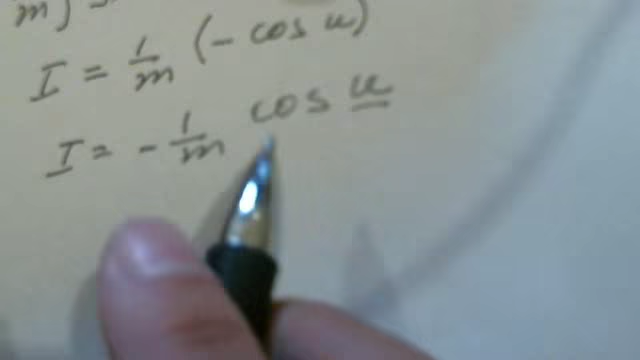 m)
I = 1/m (- cos u)
I = - 1/m cos u